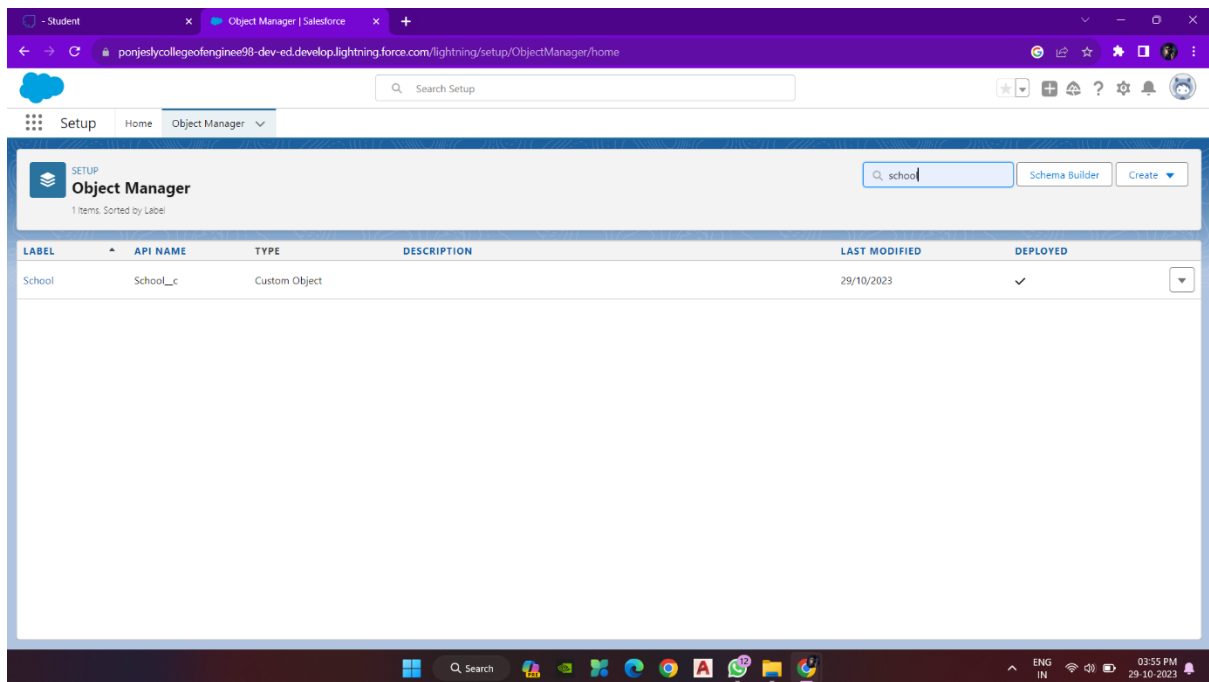 - Student
Object Manager | Salesforce
ponjeslycollegeofenginee98-dev-ed.develop.lightning.force.com/lightning/setup/ObjectManager/home
Search Setup
Setup Home Object Manager
SETUP
Object Manager
1 Items, Sorted by Label
school
Schema Builder
Create
LABEL API NAME TYPE DESCRIPTION LAST MODIFIED DEPLOYED
School School__c Custom Object 29/10/2023
Search
PRE
12
ENG
IN
03:55 PM
29-10-2023